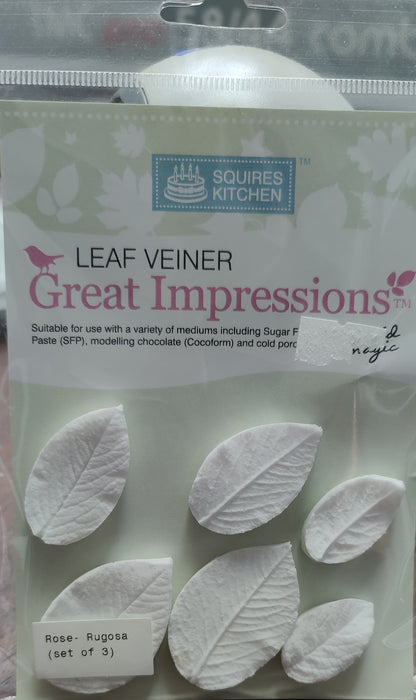 SQUIRES
KITCHEN
TM
LEAF VEINER
Great Impressions TM
Suitable for use with a variety of mediums including Sugar
Paste (SFP), modelling chocolate (Cocoform) and cold
magic
Rose- Rugosa
(set of 3)